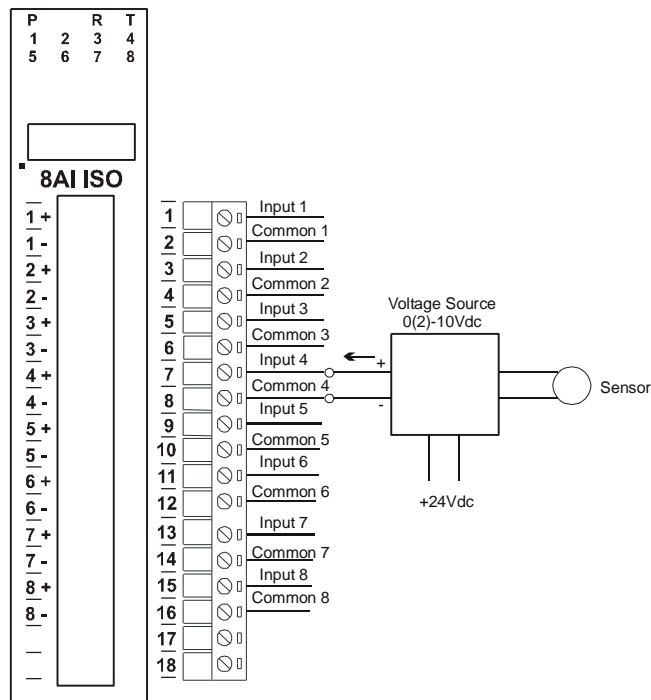 P R T
1 2 3 4
5 6 7 8
8AI ISO
1 +
1 -
2 +
2 -
3 +
3 -
4 +
4 -
5 +
5 -
6 +
6 -
7 +
7 -
8 +
8 -
1 Input 1
2 Common 1
3 Input 2
4 Common 2
5 Input 3
6 Common 3
7 Input 4
8 Common 4
9 Input 5
10 Common 5
11 Input 6
12 Common 6
13 Input 7
14 Common 7
15 Input 8
16 Common 8
17
18
Voltage Source
0(2)-10Vdc
+
-
+24Vdc
Sensor